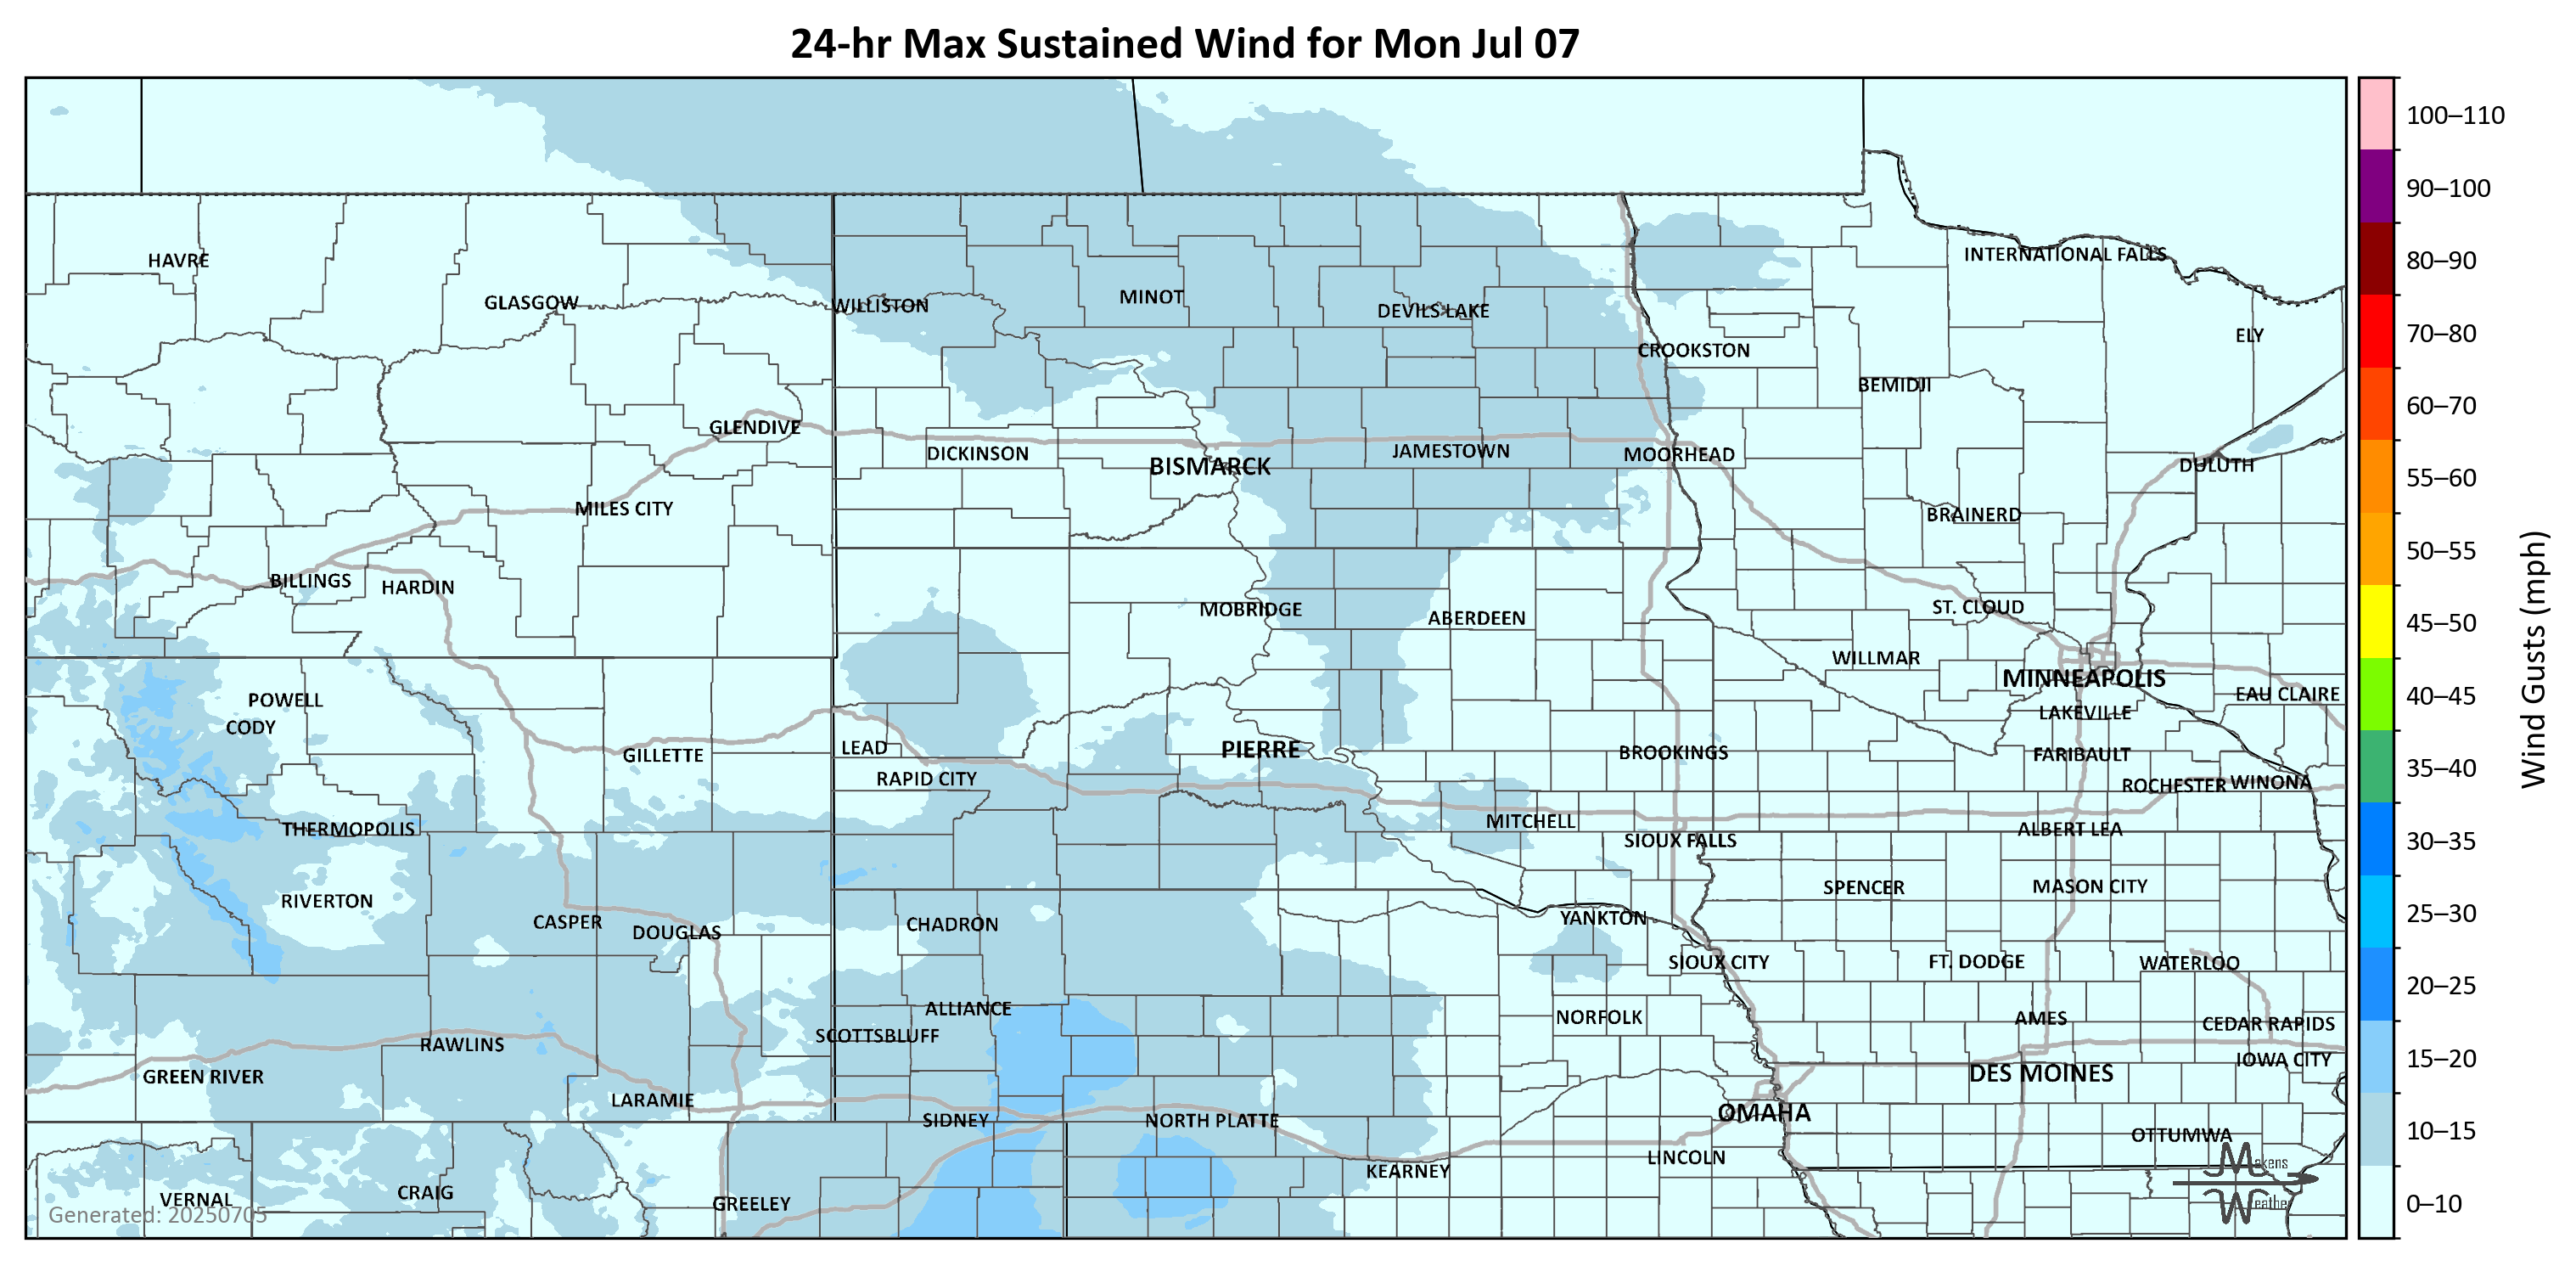 24-hr Max Sustained Wind for Mon Jul 07
100–110
90–100
80–90
70–80
60–70
55–60
50–55
45–50
40–45
35–40
30–35
25–30
20–25
15–20
10–15
0–10
Wind Gusts (mph)
HAVRE
GLASGOW
WILLISTON
MINOT
DEVILS LAKE
INTERNATIONAL FALLS
ELY
CROOKSTON
BEMIDJI
GLENDIVE
DICKINSON
BISMARCK
JAMESTOWN
MOORHEAD
DULUTH
MILES CITY
BRAINERD
BILLINGS
HARDIN
MOBRIDGE
ABERDEEN
ST. CLOUD
WILLMAR
MINNEAPOLIS
EAU CLAIRE
POWELL
CODY
LAKEVILLE
GILLETTE
LEAD
PIERRE
BROOKINGS
FARIBAULT
RAPID CITY
ROCHESTER
WINONA
THERMOPOLIS
MITCHELL
ALBERT LEA
SIOUX FALLS
RIVERTON
SPENCER
MASON CITY
CASPER
DOUGLAS
CHADRON
YANKTON
SIOUX CITY
FT. DODGE
WATERLOO
ALLIANCE
NORFOLK
AMES
CEDAR RAPIDS
SCOTTSBLUFF
RAWLINS
IOWA CITY
GREEN RIVER
DES MOINES
LARAMIE
SIDNEY
NORTH PLATTE
OMAHA
OTTUMWA
LINCOLN
KEARNEY
VERNAL
CRAIG
GREELEY
Makens
Weather
Generated: 20250705